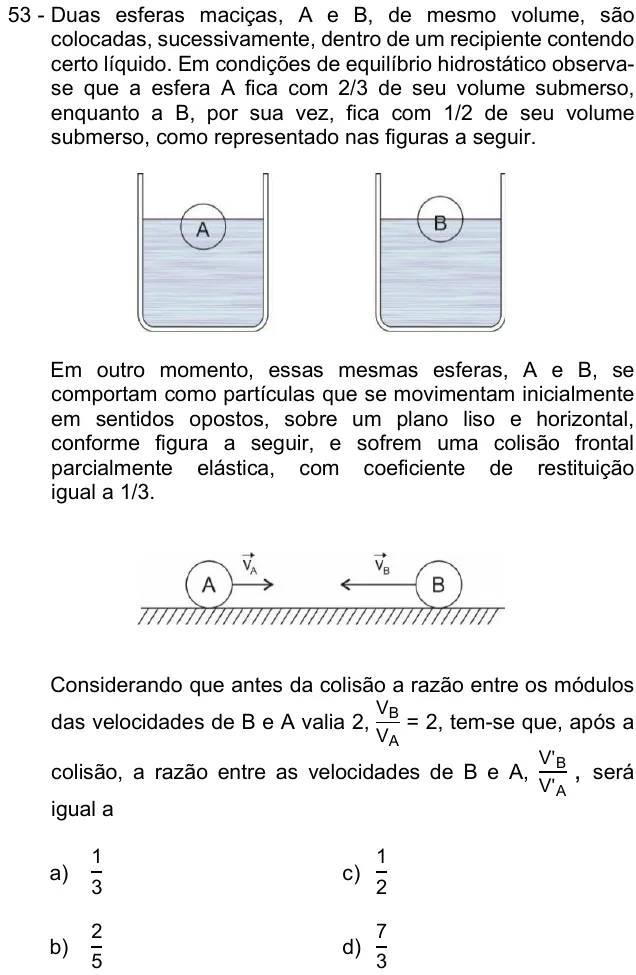 53 - Duas esferas maciças, A e B, de mesmo volume, são
colocadas, sucessivamente, dentro de um recipiente contendo
certo líquido. Em condições de equilíbrio hidrostático observa-
se que a esfera A fica com 2/3 de seu volume submerso,
enquanto a B, por sua vez, fica com 1/2 de seu volume
submerso, como representado nas figuras a seguir.
A B
Em outro momento, essas mesmas esferas, A e B, se
comportam como partículas que se movimentam inicialmente
em sentidos opostos, sobre um plano liso e horizontal,
conforme figura a seguir, e sofrem uma colisão frontal
parcialmente elástica, com coeficiente de restituição
igual a 1/3.
A V⃗_A V⃗_B B
Considerando que antes da colisão a razão entre os módulos
das velocidades de B e A valia 2, V_B/V_A = 2, tem-se que, após a
colisão, a razão entre as velocidades de B e A, V'_B/V'_A , será
igual a
a) 1/3 c) 1/2
b) 2/5 d) 7/3